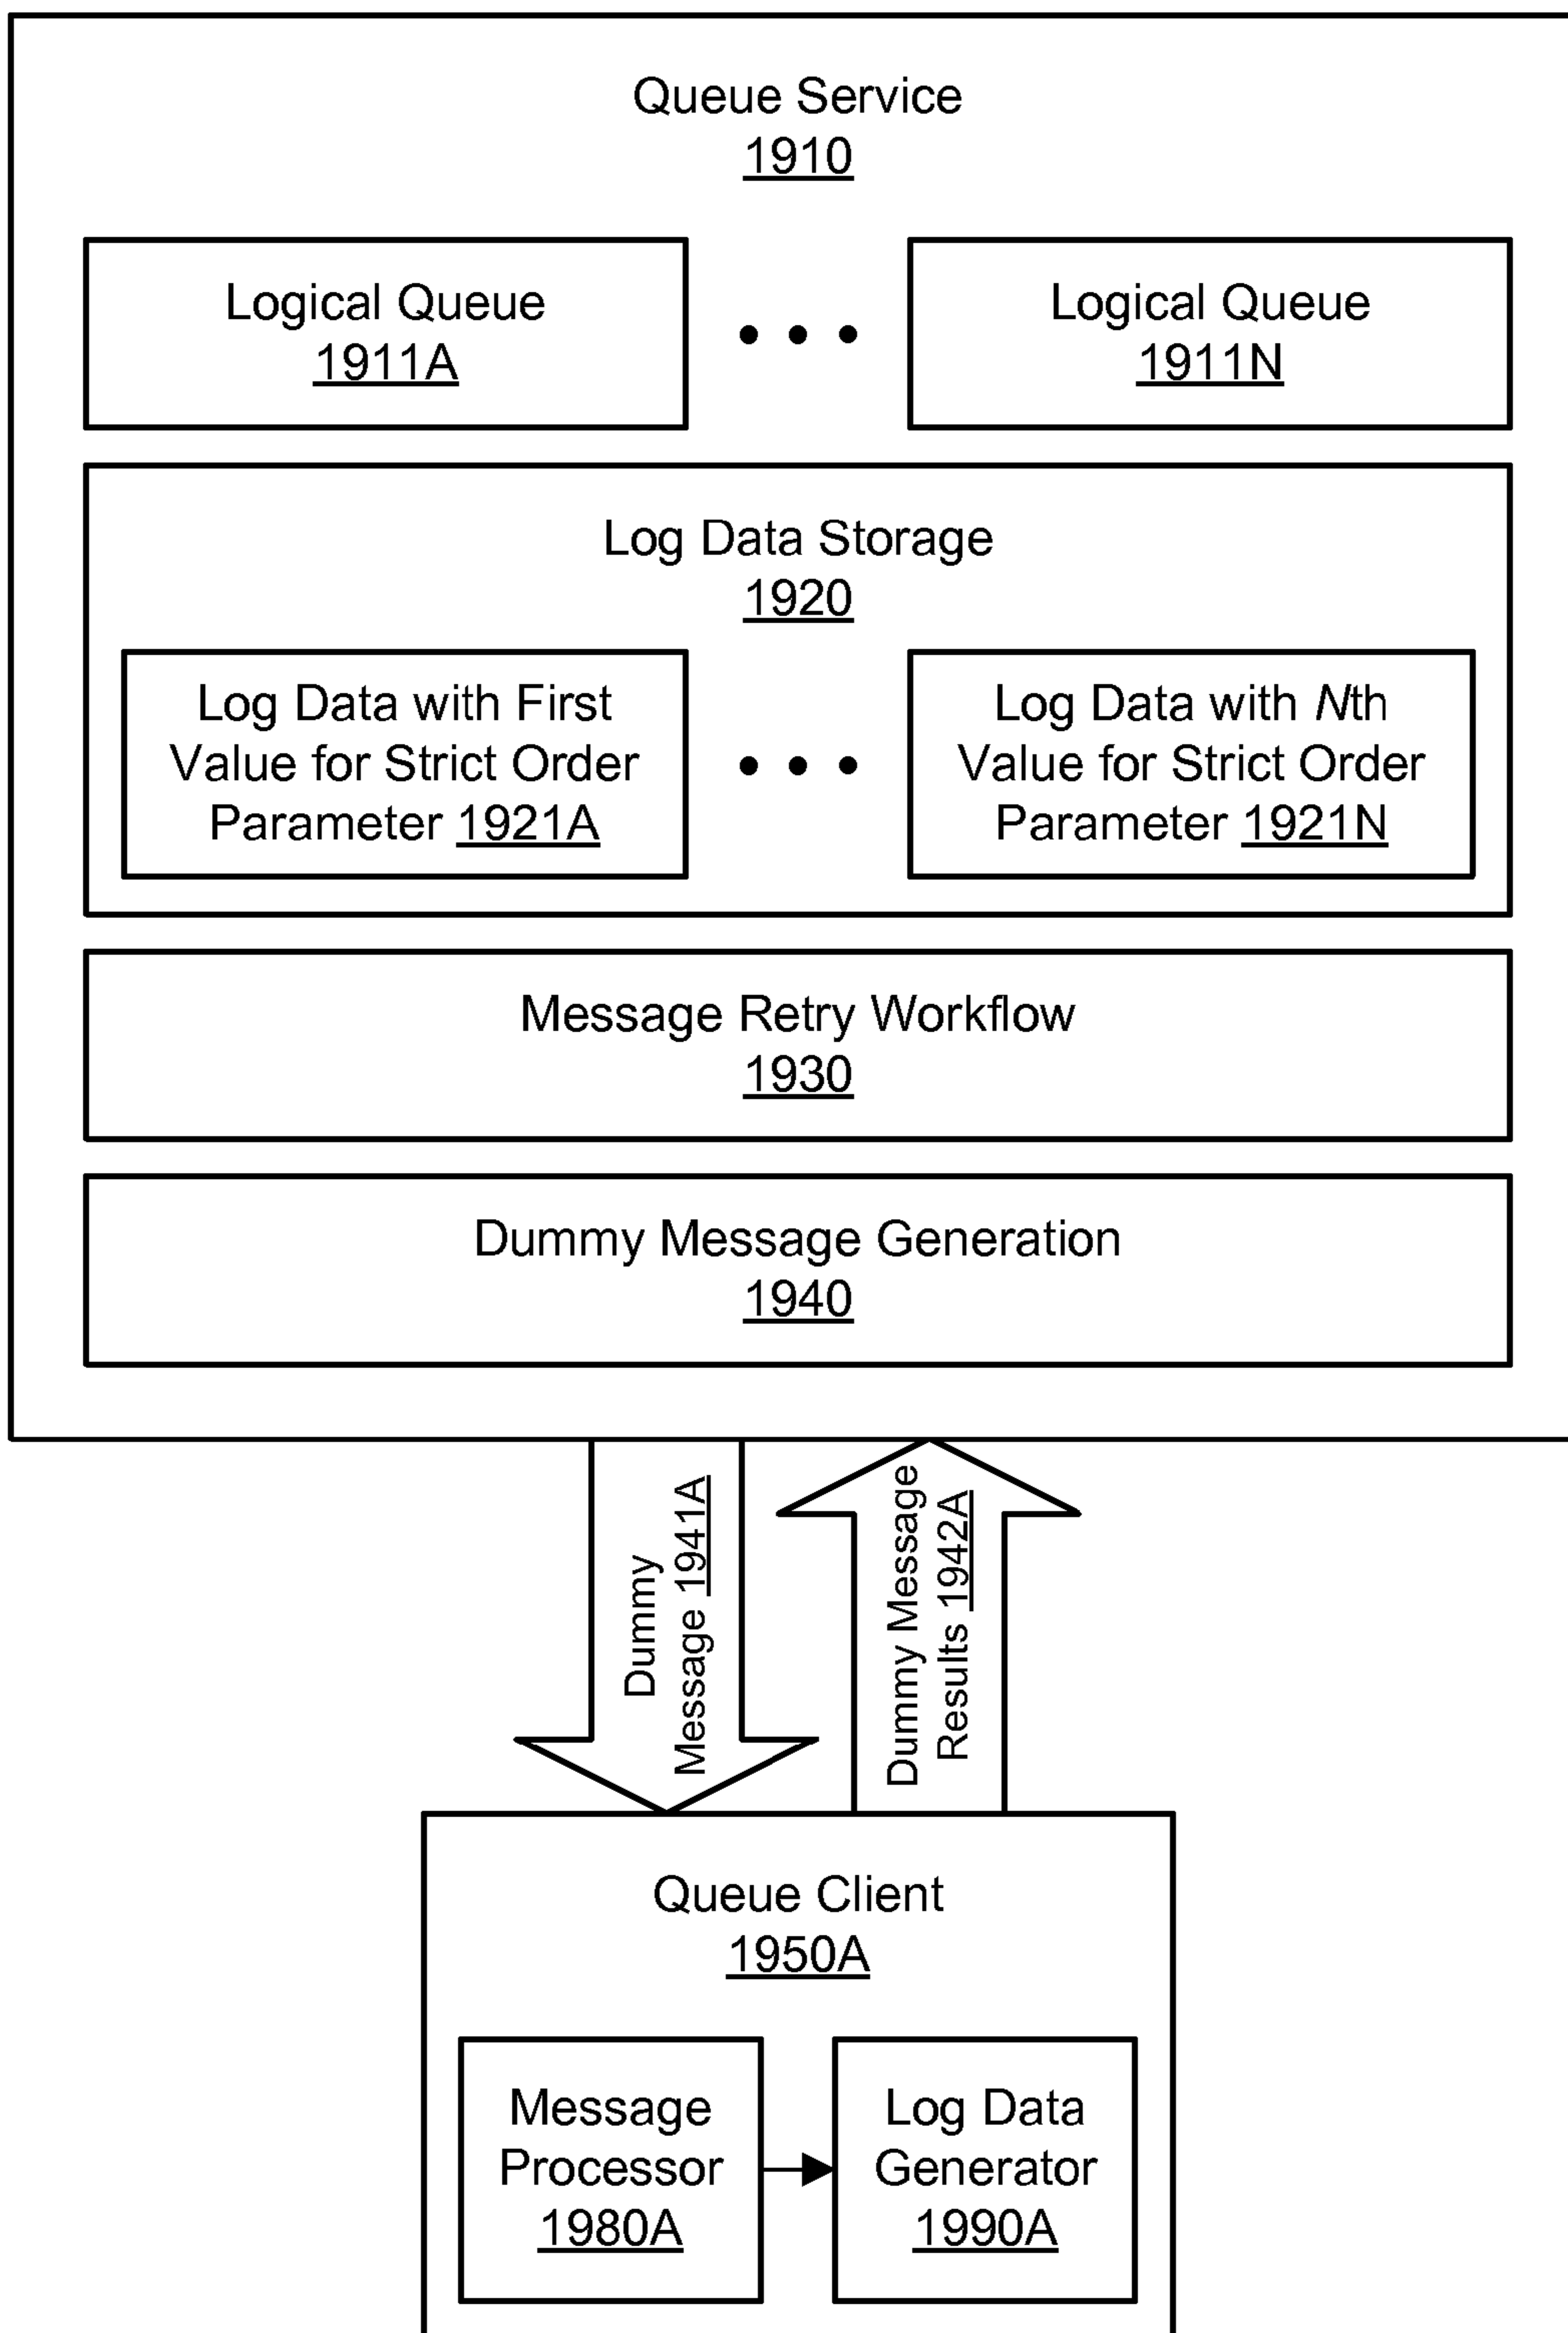 Queue Service
1910
Logical Queue
1911A
Logical Queue
1911N
Log Data Storage
1920
Log Data with First
Value for Strict Order
Parameter 1921A
Log Data with Nth
Value for Strict Order
Parameter 1921N
Message Retry Workflow
1930
Dummy Message Generation
1940
Dummy
Message 1941A
Dummy Message
Results 1942A
Queue Client
1950A
Message
Processor
1980A
Log Data
Generator
1990A